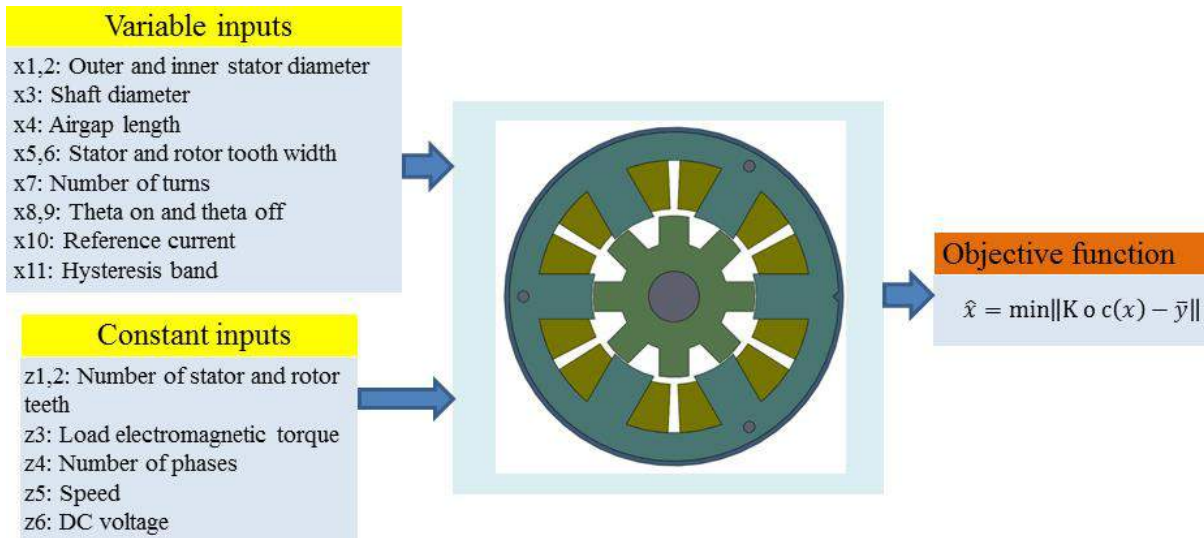 Variable inputs
x1,2: Outer and inner stator diameter
x3: Shaft diameter
x4: Airgap length
x5,6: Stator and rotor tooth width
x7: Number of turns
x8,9: Theta on and theta off
x10: Reference current
x11: Hysteresis band
Constant inputs
z1,2: Number of stator and rotor
teeth
z3: Load electromagnetic torque
z4: Number of phases
z5: Speed
z6: DC voltage
Objective function
x̂ = min‖K o c(x) − ȳ‖